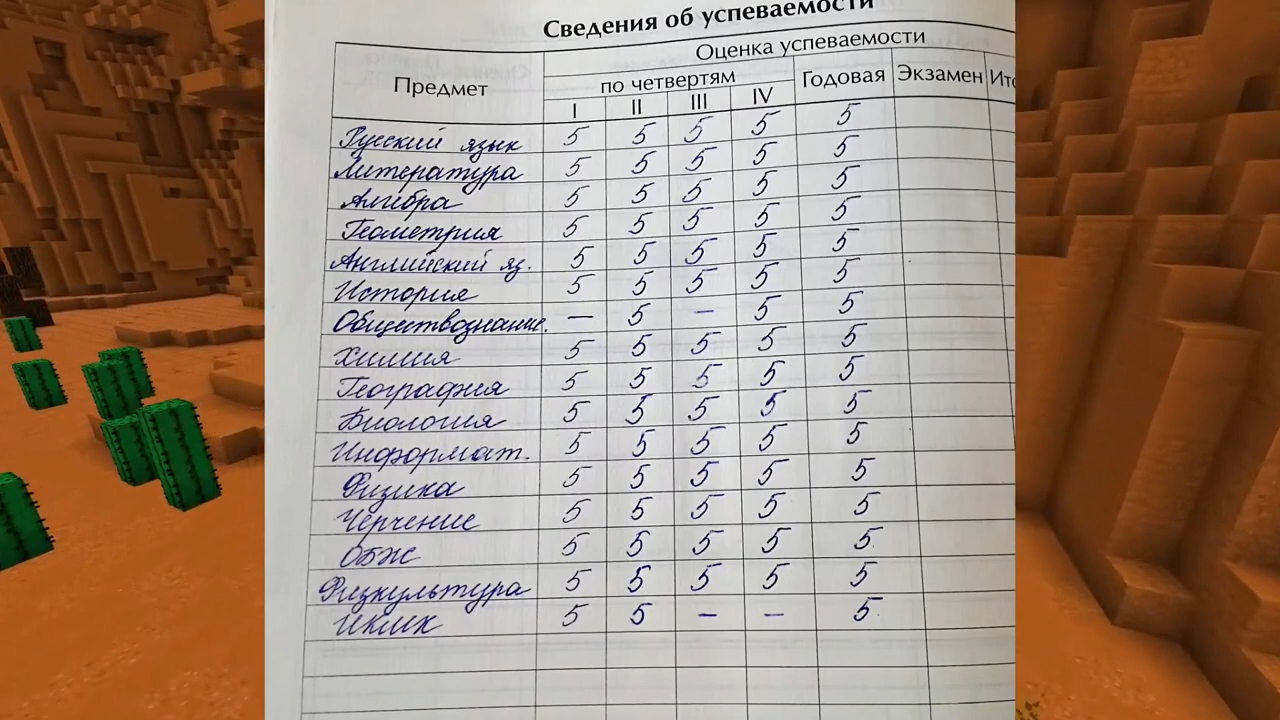 Сведения об успеваемости
Предмет Оценка успеваемости
по четвертям Годовая Экзамен Ито
I II III IV
Русский язык 5 5 5 5 5
Литература 5 5 5 5 5
Алгебра 5 5 5 5 5
Геометрия 5 5 5 5 5
Английский яз. 5 5 5 5 5
История 5 5 5 5 5
Обществознание. — 5 — 5 5
Химия 5 5 5 5 5
География 5 5 5 5 5
Биология 5 5 5 5 5
Информат. 5 5 5 5 5
Физика 5 5 5 5 5
Черчение 5 5 5 5 5
ОБЖ 5 5 5 5 5
Физкультура 5 5 5 5 5
ИКМК 5 5 — — 5